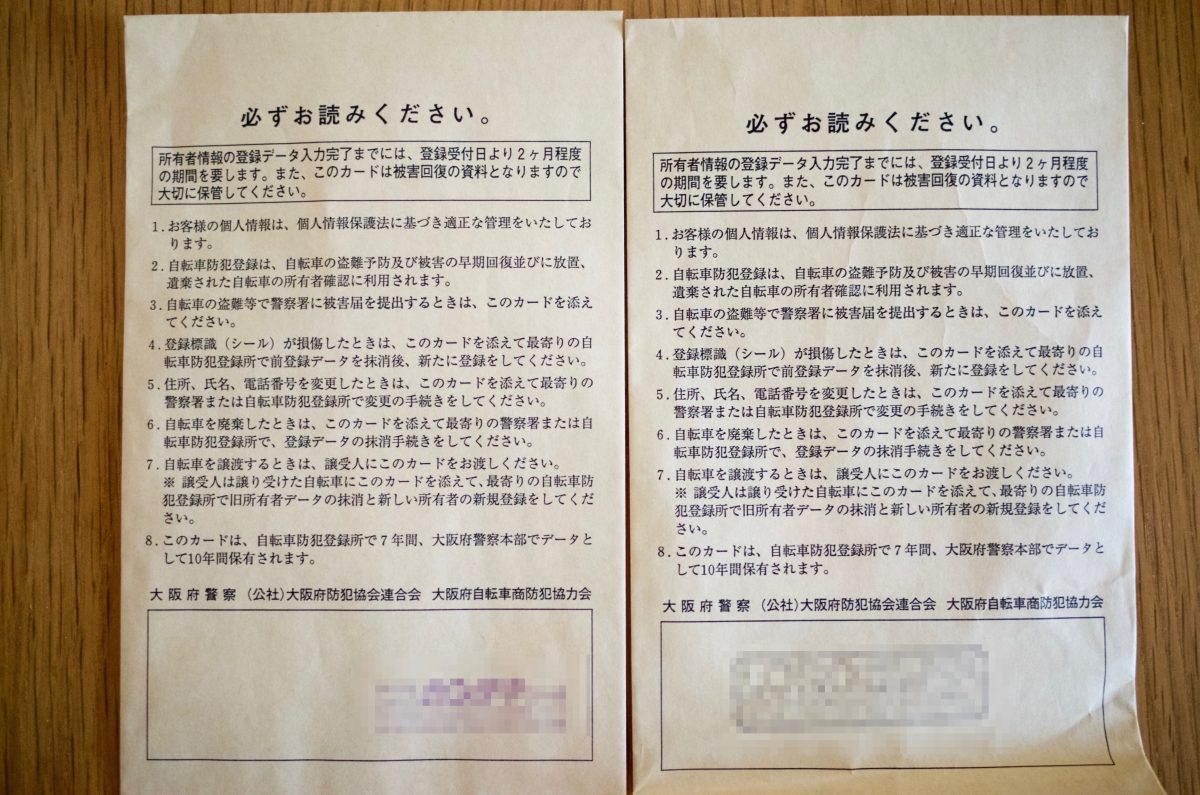 必ずお読みください。
所有者情報の登録データ入力完了までには、登録受付日より2ヶ月程度
の期間を要します。また、このカードは被害回復の資料となりますので
大切に保管してください。
1. お客様の個人情報は、個人情報保護法に基づき適正な管理をいたしてお
ります。
2. 自転車防犯登録は、自転車の盗難予防及び被害の早期回復並びに放置、
遺棄された自転車の所有者確認に利用されます。
3. 自転車の盗難等で警察署に被害届を提出するときは、このカードを添え
てください。
4. 登録標識（シール）が損傷したときは、このカードを添えて最寄りの自
転車防犯登録所で前登録データを抹消後、新たに登録をしてください。
5. 住所、氏名、電話番号を変更したときは、このカードを添えて最寄りの
警察署または自転車防犯登録所で変更の手続きをしてください。
6. 自転車を廃棄したときは、このカードを添えて最寄りの警察署または自
転車防犯登録所で、登録データの抹消手続きをしてください。
7. 自転車を譲渡するときは、譲受人にこのカードをお渡しください。
※ 譲受人は譲り受けた自転車にこのカードを添えて、最寄りの自転車防
犯登録所で旧所有者データの抹消と新しい所有者の新規登録をしてくだ
さい。
8. このカードは、自転車防犯登録所で7年間、大阪府警察本部でデータと
して10年間保有されます。
大阪府警察 （公社）大阪府防犯協会連合会 大阪府自転車商防犯協力会
必ずお読みください。
所有者情報の登録データ入力完了までには、登録受付日より2ヶ月程度
の期間を要します。また、このカードは被害回復の資料となりますので
大切に保管してください。
1. お客様の個人情報は、個人情報保護法に基づき適正な管理をいたしてお
ります。
2. 自転車防犯登録は、自転車の盗難予防及び被害の早期回復並びに放置、
遺棄された自転車の所有者確認に利用されます。
3. 自転車の盗難等で警察署に被害届を提出するときは、このカードを添え
てください。
4. 登録標識（シール）が損傷したときは、このカードを添えて最寄りの自
転車防犯登録所で前登録データを抹消後、新たに登録をしてください。
5. 住所、氏名、電話番号を変更したときは、このカードを添えて最寄りの
警察署または自転車防犯登録所で変更の手続きをしてください。
6. 自転車を廃棄したときは、このカードを添えて最寄りの警察署または自
転車防犯登録所で、登録データの抹消手続きをしてください。
7. 自転車を譲渡するときは、譲受人にこのカードをお渡しください。
※ 譲受人は譲り受けた自転車にこのカードを添えて、最寄りの自転車防
犯登録所で旧所有者データの抹消と新しい所有者の新規登録をしてくだ
さい。
8. このカードは、自転車防犯登録所で7年間、大阪府警察本部でデータと
して10年間保有されます。
大阪府警察 （公社）大阪府防犯協会連合会 大阪府自転車商防犯協力会